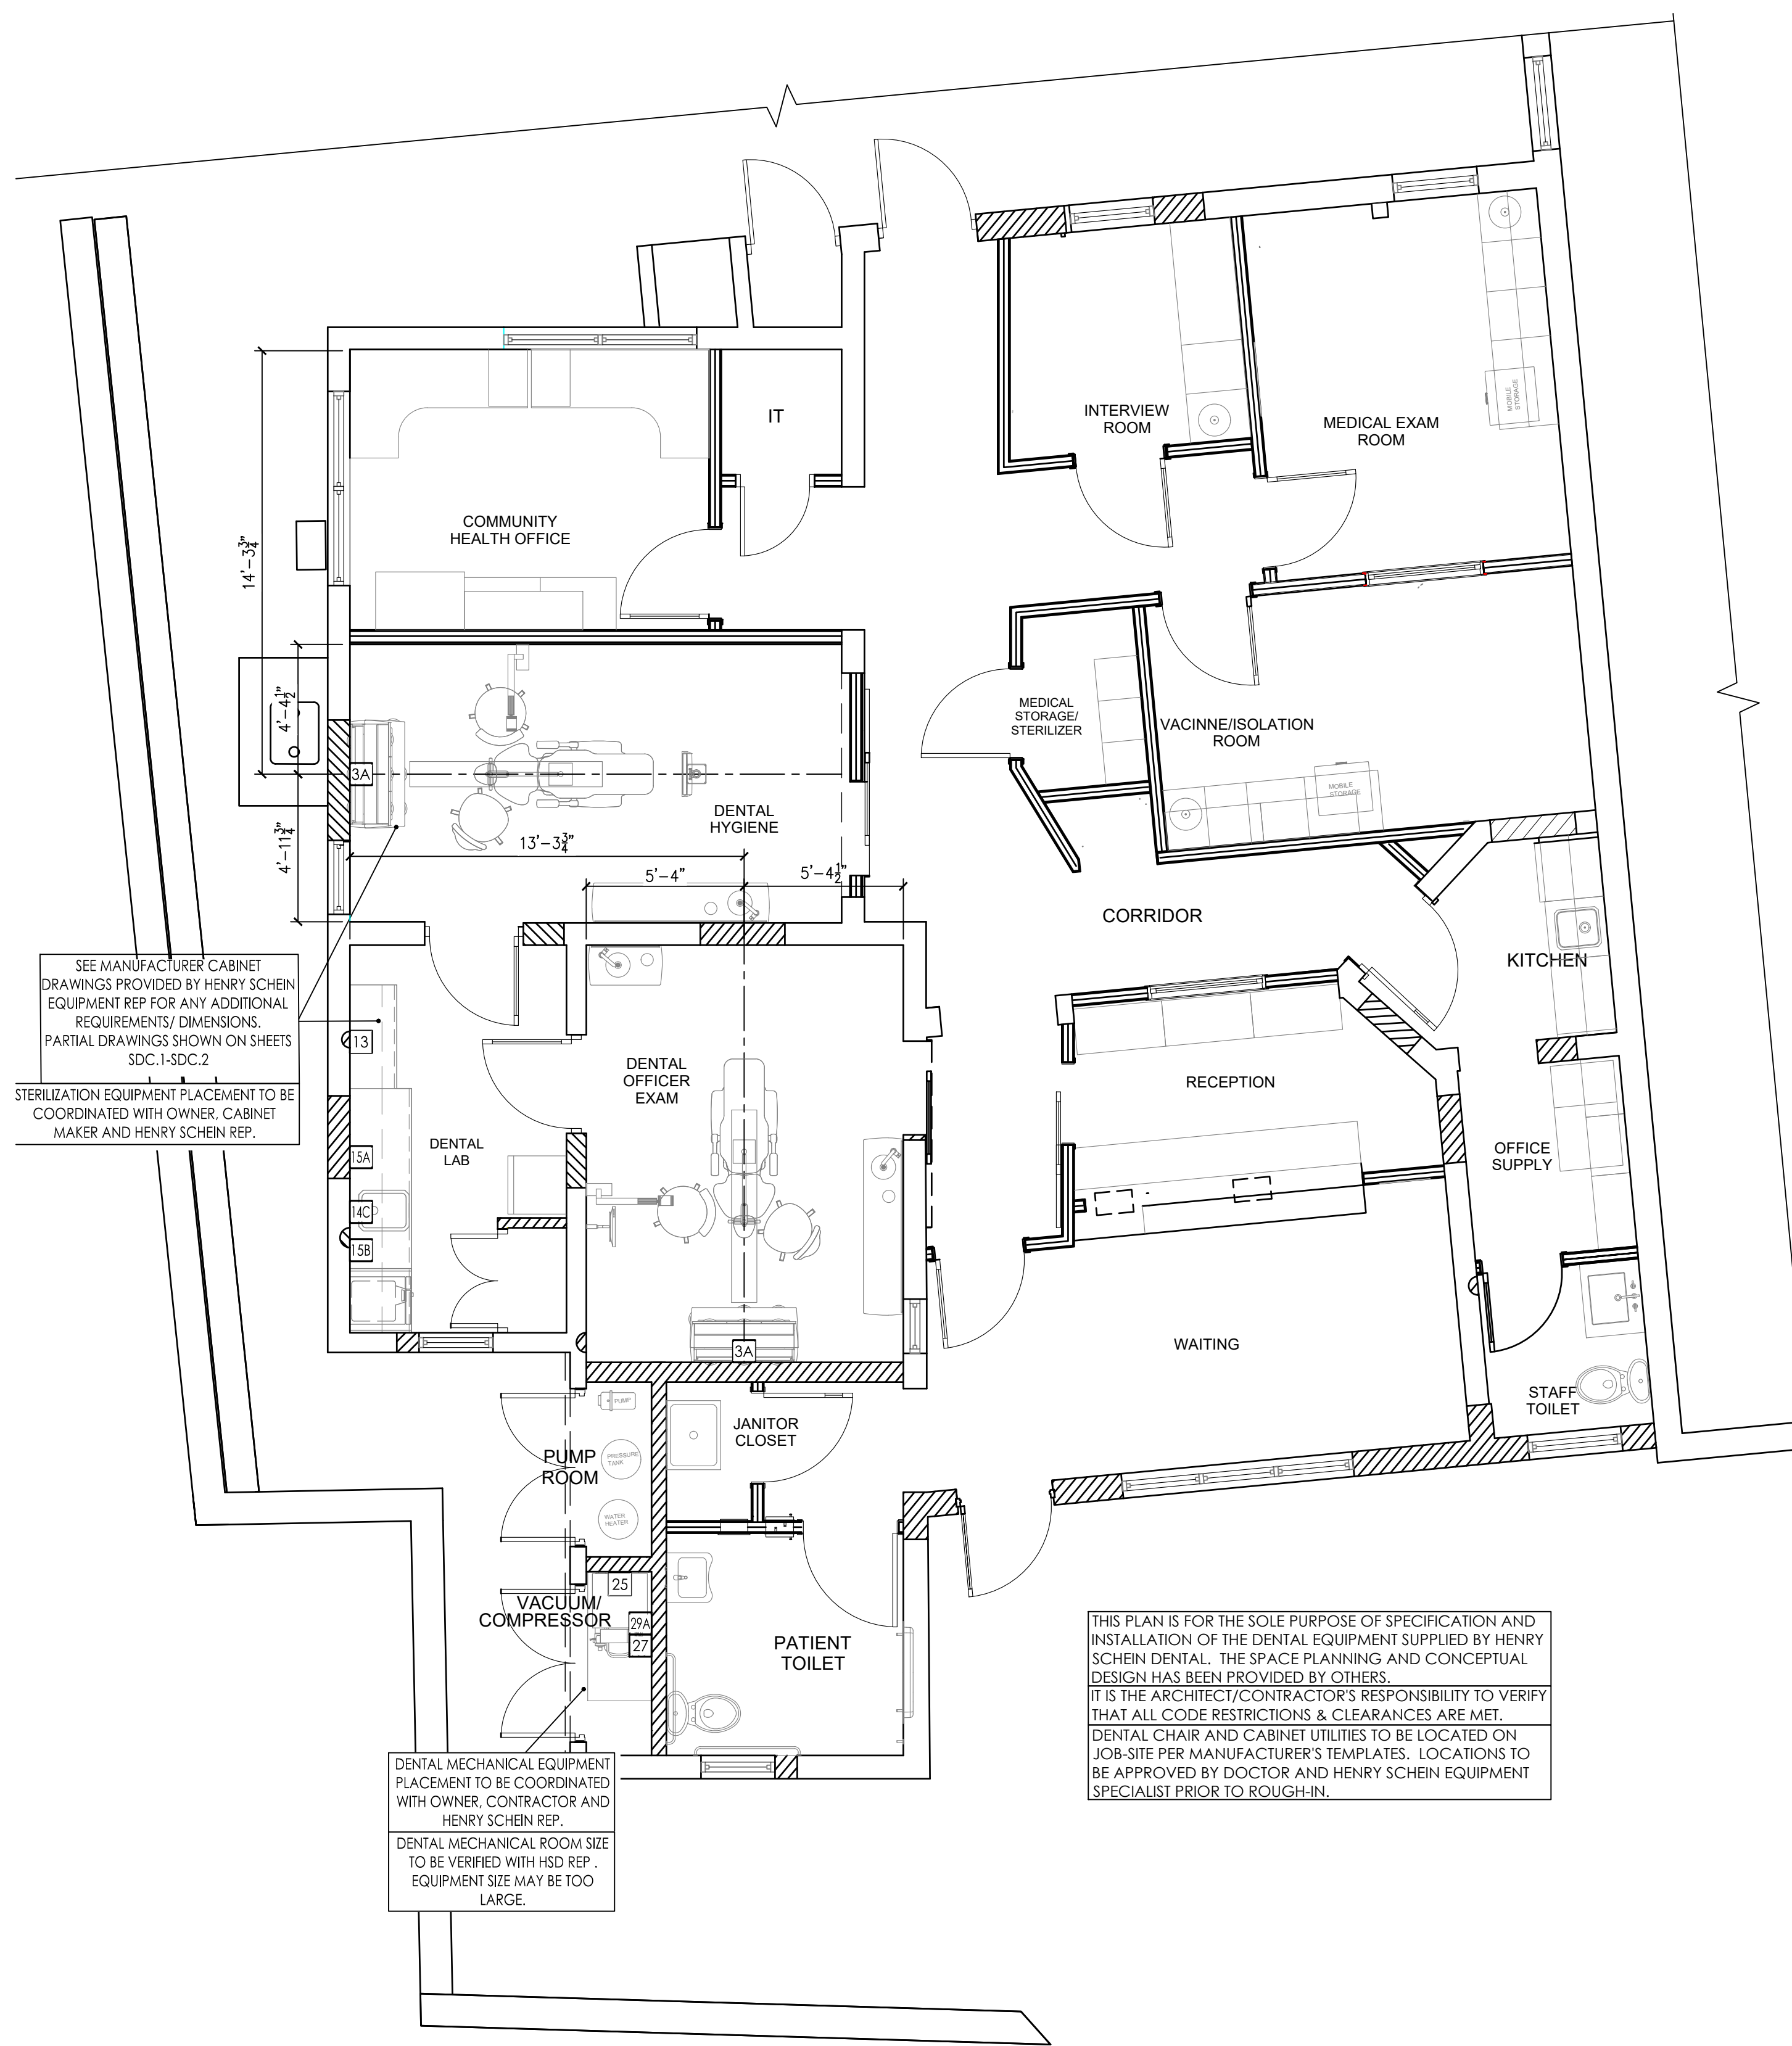 INTERVIEW
ROOM
MEDICAL EXAM
ROOM
MOBILE
STORAGE
IT
COMMUNITY
HEALTH OFFICE
14'-3 3/4"
4'-4 1/2"
4'-11 3/4"
MEDICAL
STORAGE/
STERILIZER
VACINNE/ISOLATION
ROOM
MOBILE
STORAGE
3A
DENTAL
HYGIENE
13'-3 3/4"
5'-4"
5'-4 1/2"
CORRIDOR
KITCHEN
SEE MANUFACTURER CABINET
DRAWINGS PROVIDED BY HENRY SCHEIN
EQUIPMENT REP FOR ANY ADDITIONAL
REQUIREMENTS/ DIMENSIONS.
PARTIAL DRAWINGS SHOWN ON SHEETS
SDC.1-SDC.2
STERILIZATION EQUIPMENT PLACEMENT TO BE
COORDINATED WITH OWNER, CABINET
MAKER AND HENRY SCHEIN REP.
13
DENTAL
OFFICER
EXAM
RECEPTION
DENTAL
LAB
15A
14C
15B
OFFICE
SUPPLY
3A
WAITING
STAFF
TOILET
PUMP
PRESSURE
TANK
WATER
HEATER
PUMP
ROOM
JANITOR
CLOSET
25
VACUUM/
COMPRESSOR
29A
27
PATIENT
TOILET
THIS PLAN IS FOR THE SOLE PURPOSE OF SPECIFICATION AND
INSTALLATION OF THE DENTAL EQUIPMENT SUPPLIED BY HENRY
SCHEIN DENTAL. THE SPACE PLANNING AND CONCEPTUAL
DESIGN HAS BEEN PROVIDED BY OTHERS.
IT IS THE ARCHITECT/CONTRACTOR'S RESPONSIBILITY TO VERIFY
THAT ALL CODE RESTRICTIONS & CLEARANCES ARE MET.
DENTAL CHAIR AND CABINET UTILITIES TO BE LOCATED ON
JOB-SITE PER MANUFACTURER'S TEMPLATES. LOCATIONS TO
BE APPROVED BY DOCTOR AND HENRY SCHEIN EQUIPMENT
SPECIALIST PRIOR TO ROUGH-IN.
DENTAL MECHANICAL EQUIPMENT
PLACEMENT TO BE COORDINATED
WITH OWNER, CONTRACTOR AND
HENRY SCHEIN REP.
DENTAL MECHANICAL ROOM SIZE
TO BE VERIFIED WITH HSD REP .
EQUIPMENT SIZE MAY BE TOO
LARGE.